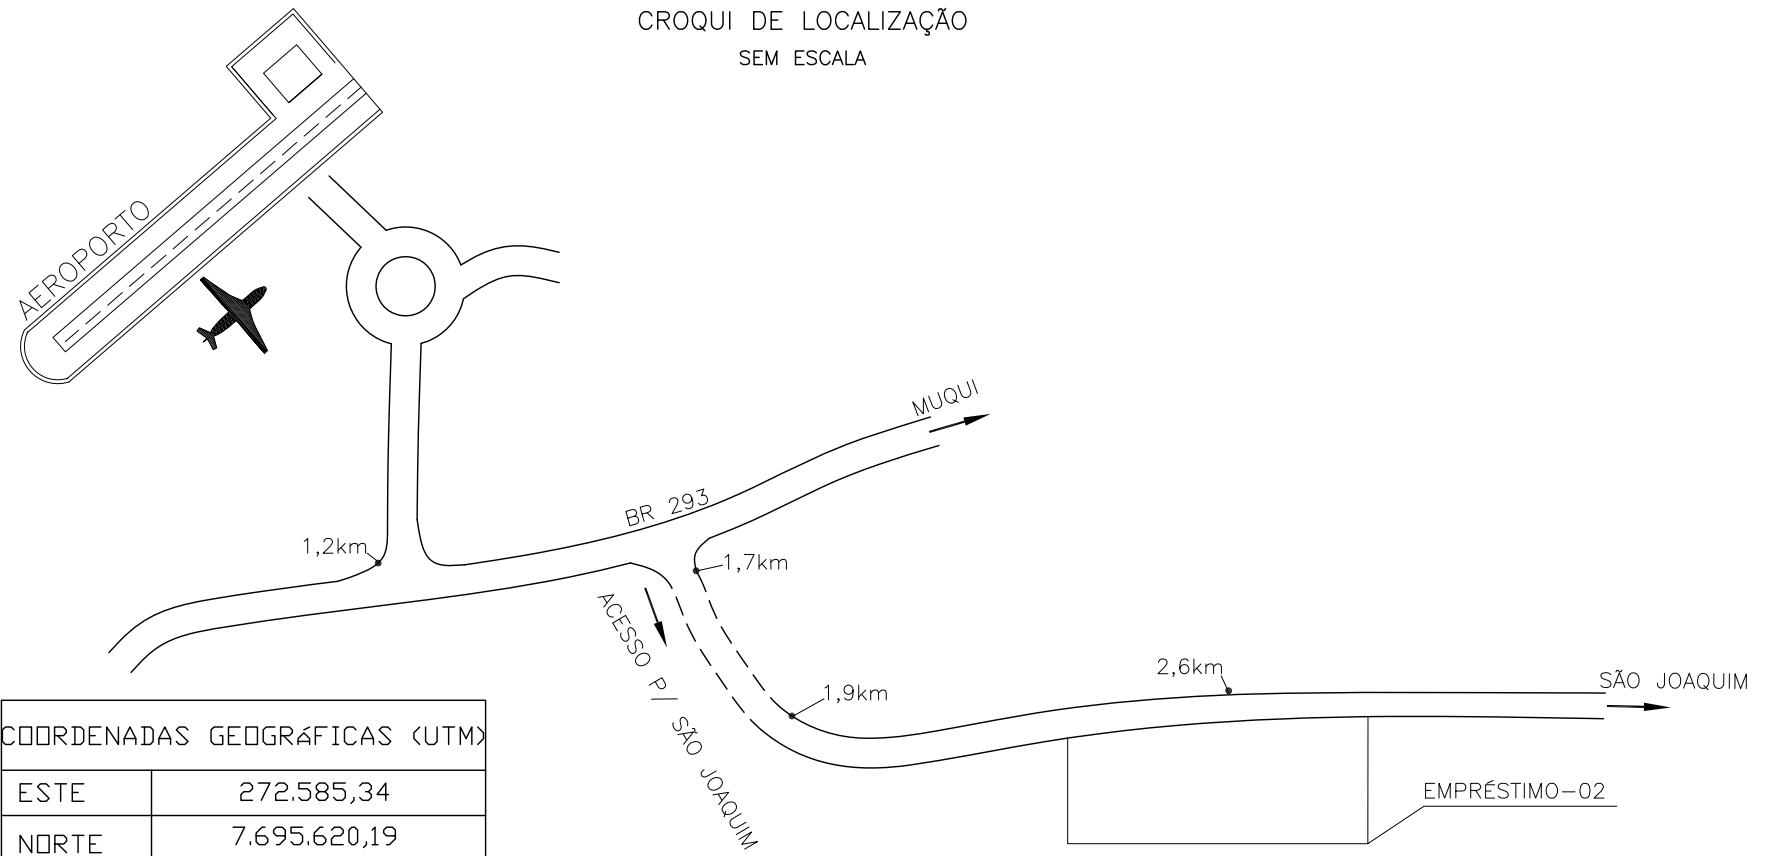 CROQUI DE LOCALIZAÇÃO
SEM ESCALA
AEROPORTO
MUQUI
BR 293
1,2km
1,7km
ACESSO P/ SÃO JOAQUIM
1,9km
2,6km
SÃO JOAQUIM
EMPRÉSTIMO-02
COORDENADAS GEOGRáFICAS (UTM)
ESTE 272.585,34
NORTE 7.695.620,19